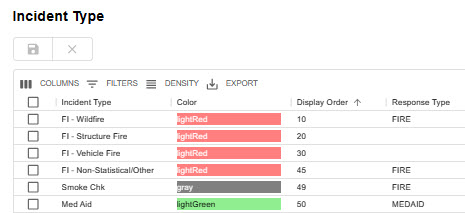 Incident Type
COLUMNS FILTERS DENSITY EXPORT
Incident Type Color Display Order Response Type
FI - Wildfire lightRed 10 FIRE
FI - Structure Fire lightRed 20
FI - Vehicle Fire lightRed 30
FI - Non-Statistical/Other lightRed 45 FIRE
Smoke Chk gray 49 FIRE
Med Aid lightGreen 50 MEDAID